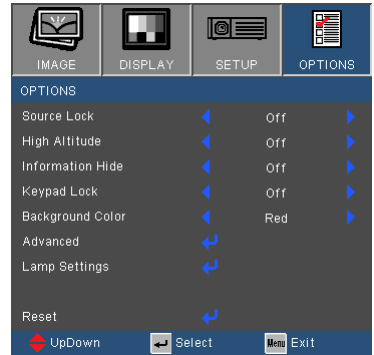 IMAGE DISPLAY SETUP OPTIONS
OPTIONS
Source Lock Off
High Altitude Off
Information Hide Off
Keypad Lock Off
Background Color Red
Advanced
Lamp Settings
Reset
UpDown Select Menu Exit